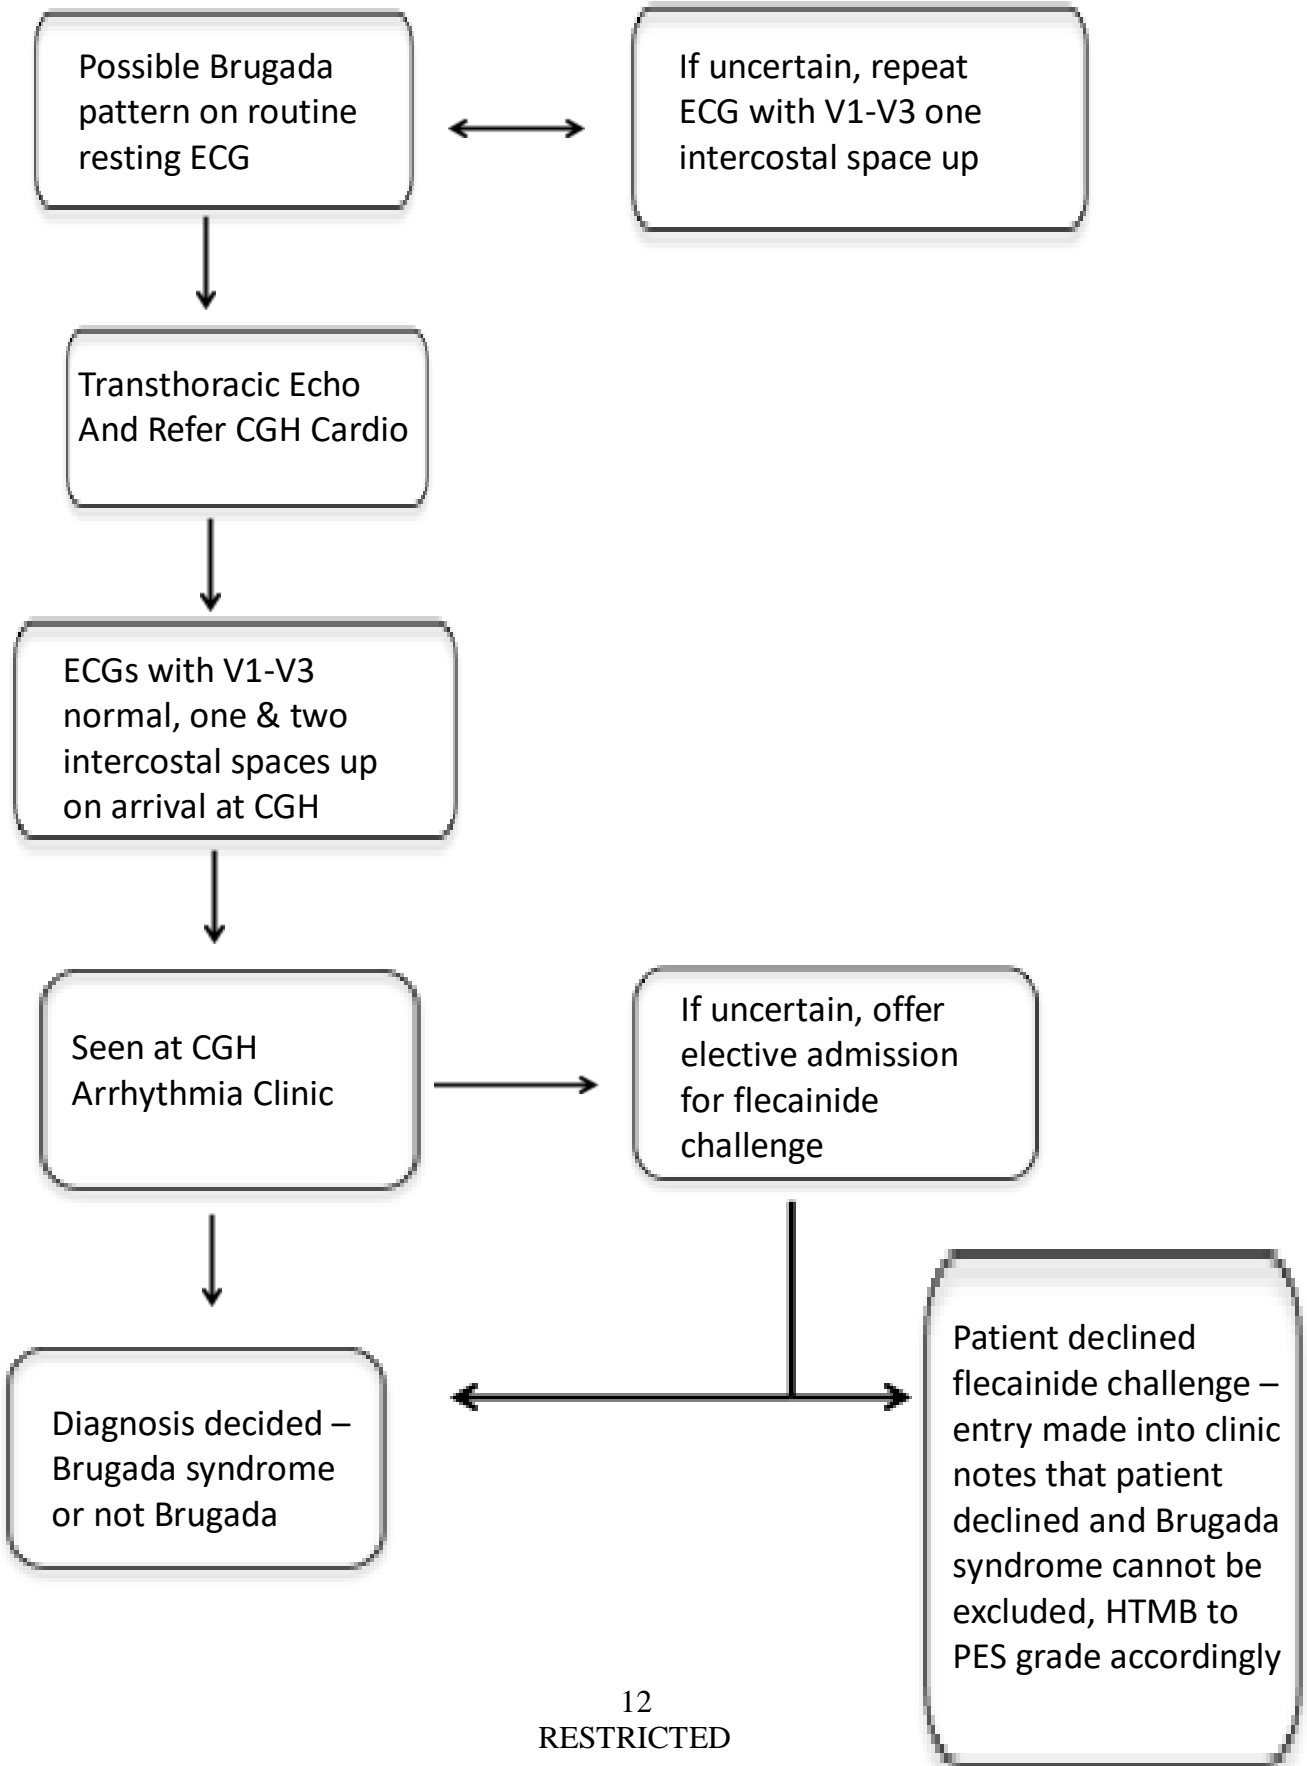 Possible Brugada
pattern on routine
resting ECG
If uncertain, repeat
ECG with V1-V3 one
intercostal space up
Transthoracic Echo
And Refer CGH Cardio
ECGs with V1-V3
normal, one & two
intercostal spaces up
on arrival at CGH
Seen at CGH
Arrhythmia Clinic
If uncertain, offer
elective admission
for flecainide
challenge
Diagnosis decided –
Brugada syndrome
or not Brugada
Patient declined
flecainide challenge –
entry made into clinic
notes that patient
declined and Brugada
syndrome cannot be
excluded, HTMB to
PES grade accordingly
12
RESTRICTED